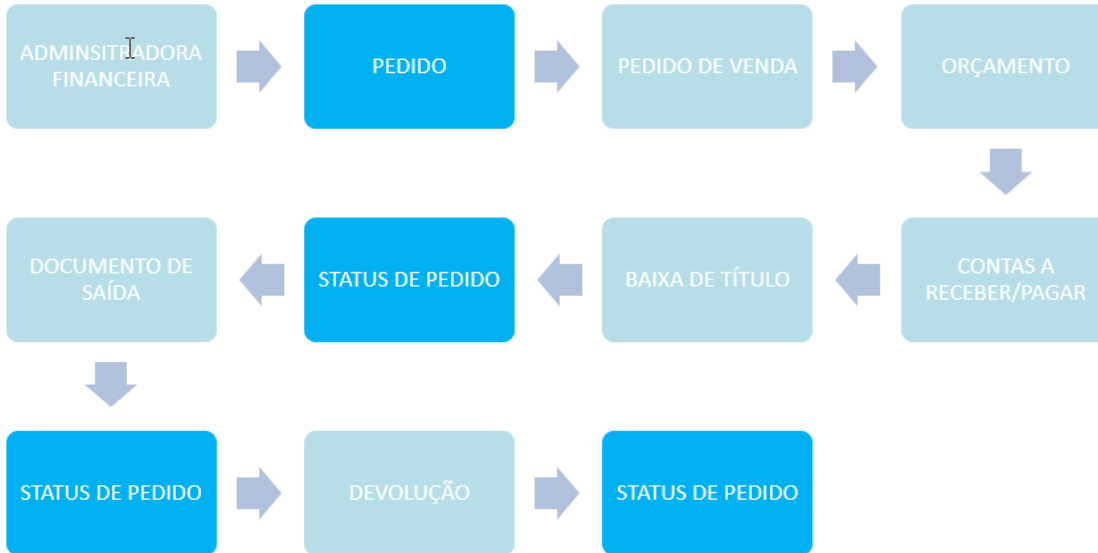 ADMINSITRADORA
FINANCEIRA
PEDIDO
PEDIDO DE VENDA
ORÇAMENTO
CONTAS A
RECEBER/PAGAR
BAIXA DE TÍTULO
STATUS DE PEDIDO
DOCUMENTO DE
SAÍDA
STATUS DE PEDIDO
DEVOLUÇÃO
STATUS DE PEDIDO